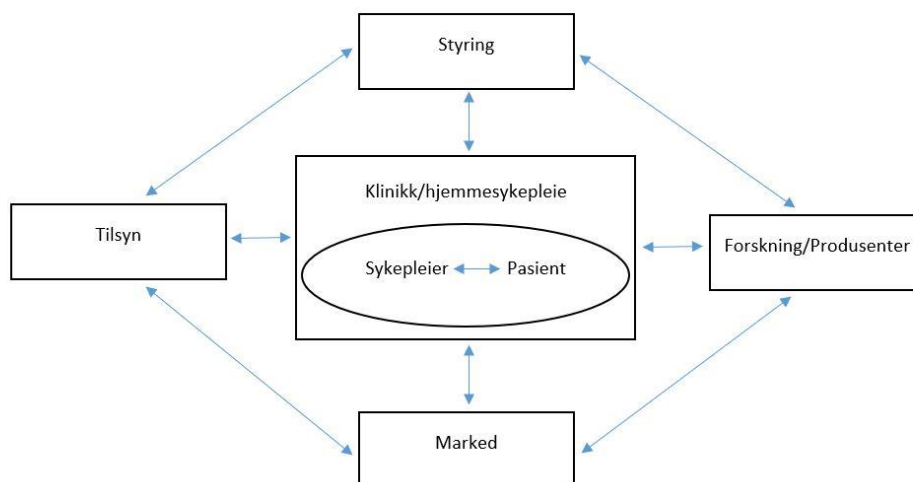 Styring
Klinikk/hjemmesykepleie
Tilsyn
Forskning/Produsenter
Sykepleier
Pasient
Marked